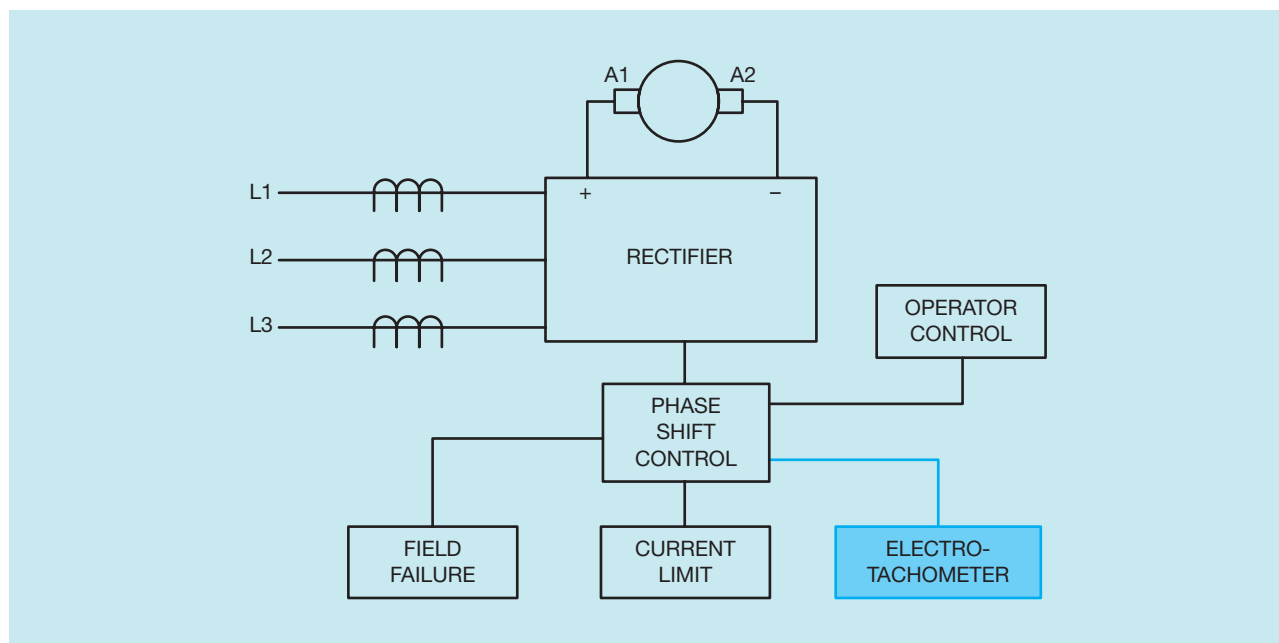 A1
A2
L1
+
−
L2
RECTIFIER
L3
OPERATOR
CONTROL
PHASE
SHIFT
CONTROL
FIELD
FAILURE
CURRENT
LIMIT
ELECTRO-
TACHOMETER